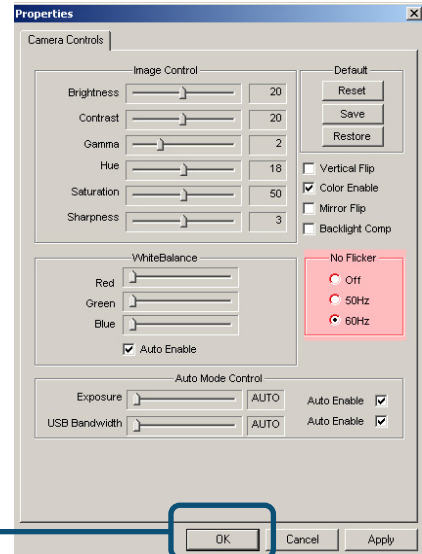 Properties
Camera Controls
Image Control
Brightness 20
Contrast 20
Gamma 2
Hue 18
Saturation 50
Sharpness 3
Default
Reset
Save
Restore
Vertical Flip
Color Enable
Mirror Flip
Backlight Comp
WhiteBalance
Red
Green
Blue
Auto Enable
No Flicker
Off
50Hz
60Hz
Auto Mode Control
Exposure AUTO Auto Enable
USB Bandwidth AUTO Auto Enable
OK Cancel Apply